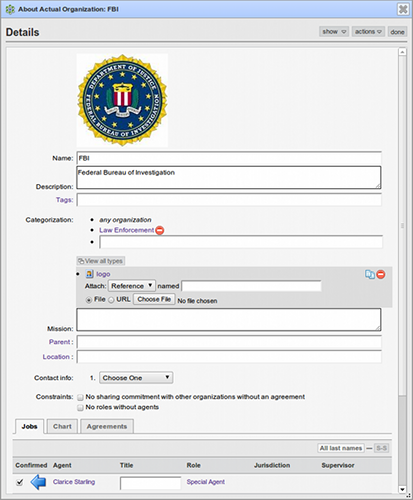 About Actual Organization: FBI
Details
show actions done
DEPARTMENT OF JUSTICE
FEDERAL BUREAU OF INVESTIGATION
Name: FBI
Federal Bureau of Investigation
Description:
Tags:
Categorization: • any organization
• Law Enforcement
•
View all types
• logo
Attach: Reference named
File URL Choose File No file chosen
Mission:
Parent :
Location :
Contact info: 1. Choose One
Constraints: No sharing commitment with other organizations without an agreement
No roles without agents
Jobs Chart Agreements
All last names — S-S
Confirmed Agent Title Role Jurisdiction Supervisor
Clarice Starling Special Agent